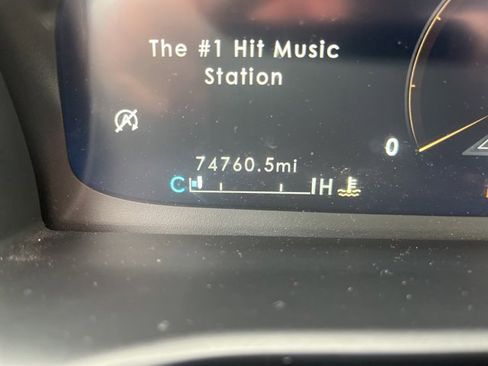 The #1 Hit Music
Station
0
74760.5mi
C H